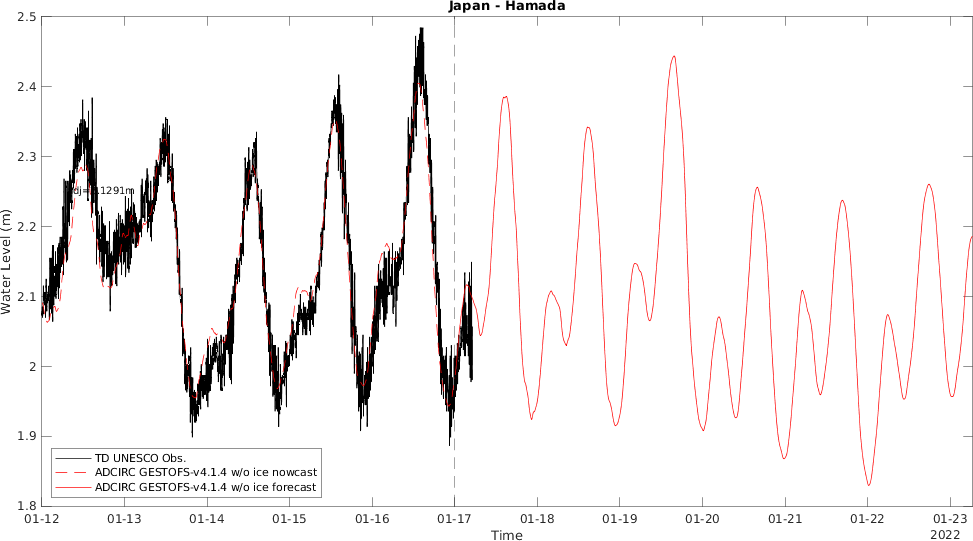 Japan - Hamada
2.5
2.4
2.3
2.2
2.1
2
1.9
1.8
Water Level (m)
TD UNESCO Obs.
ADCIRC GESTOFS-v4.1.4 w/o ice nowcast
ADCIRC GESTOFS-v4.1.4 w/o ice forecast
01-12 01-13 01-14 01-15 01-16 01-17 01-18 01-19 01-20 01-21 01-22 01-23
Time 2022